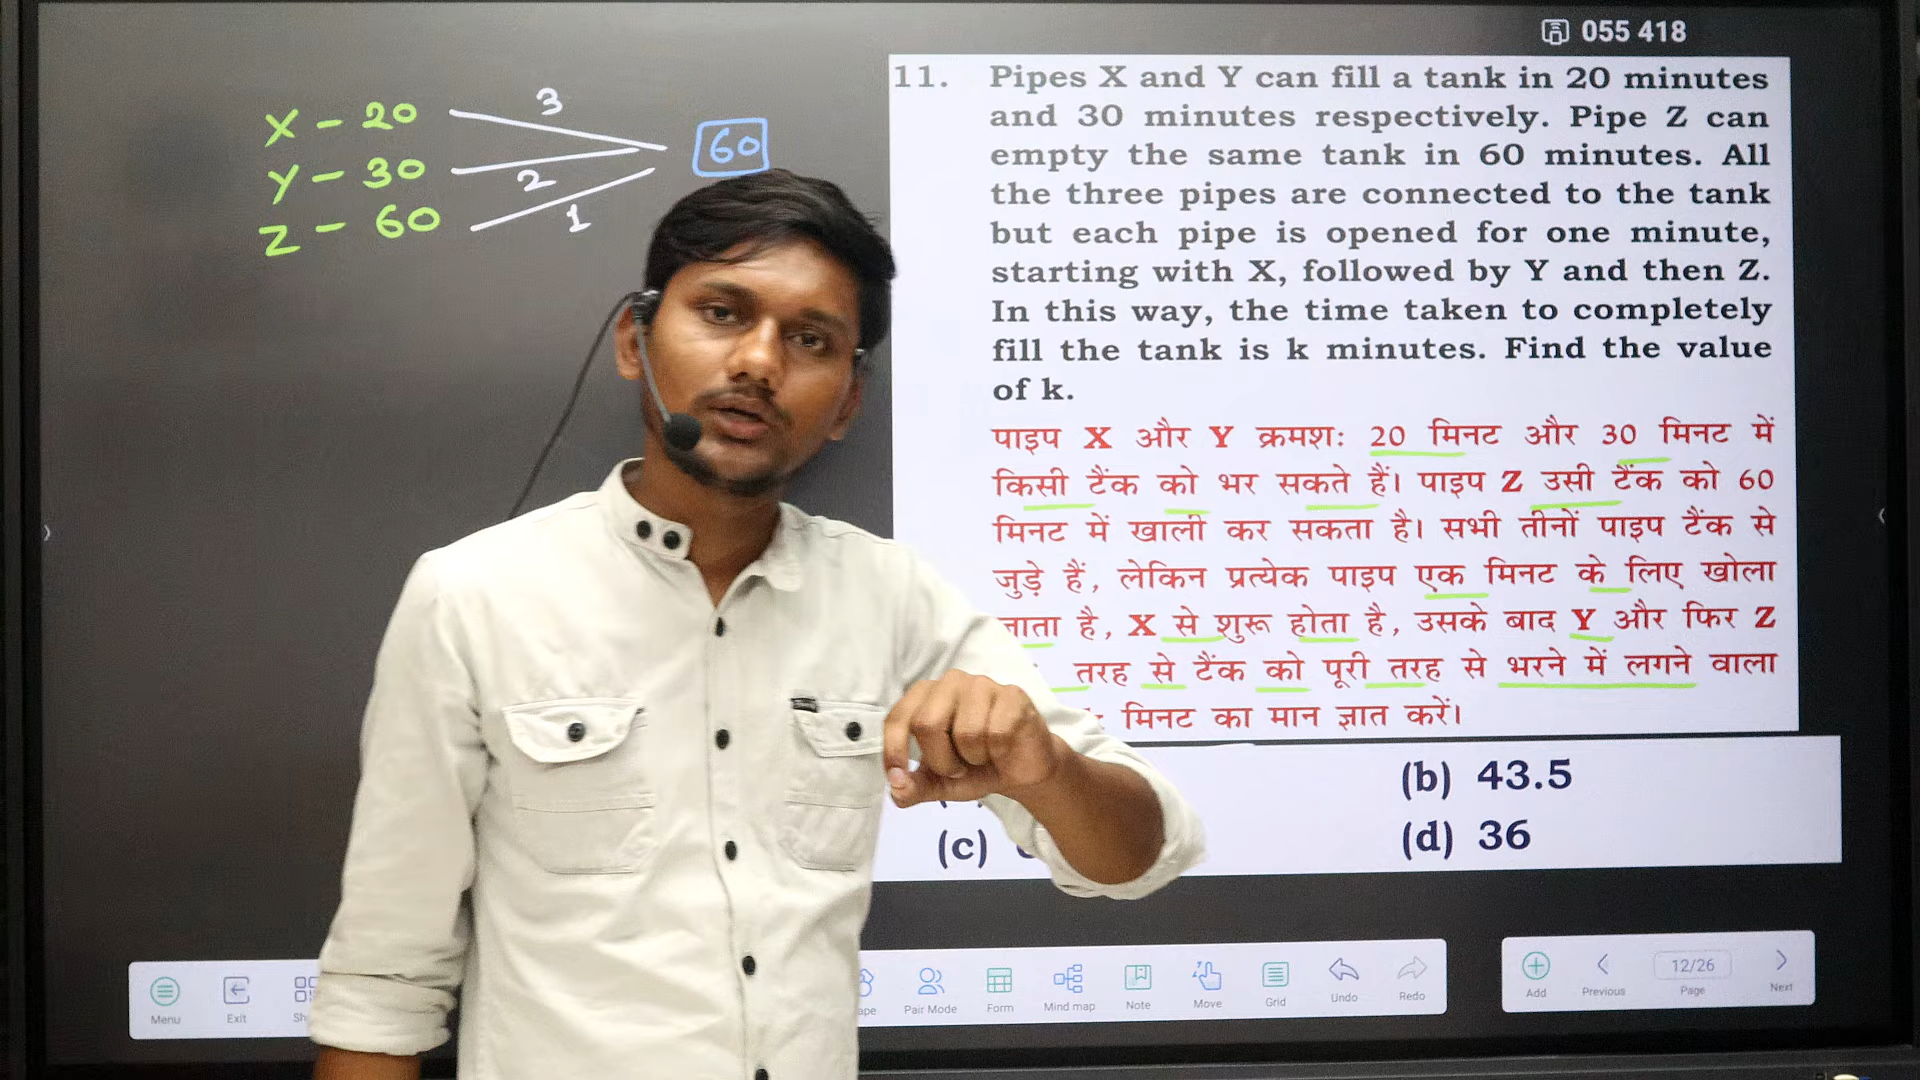 055 418
X - 20
3
60
Y - 30
2
Z - 60
1
11. Pipes X and Y can fill a tank in 20 minutes
and 30 minutes respectively. Pipe Z can
empty the same tank in 60 minutes. All
the three pipes are connected to the tank
but each pipe is opened for one minute,
starting with X, followed by Y and then Z.
In this way, the time taken to completely
fill the tank is k minutes. Find the value
of k.
पाइप X और Y क्रमशः 20 मिनट और 30 मिनट में
किसी टैंक को भर सकते हैं। पाइप Z उसी टैंक को 60
मिनट में खाली कर सकता है। सभी तीनों पाइप टैंक से
जुड़े हैं, लेकिन प्रत्येक पाइप एक मिनट के लिए खोला
जाता है, X से शुरू होता है, उसके बाद Y और फिर Z
तरह से टैंक को पूरी तरह से भरने में लगने वाला
मिनट का मान ज्ञात करें।
(b) 43.5
(c)
(d) 36
Menu
Exit
Pair Mode
Form
Mind map
Note
Move
Grid
Undo
Redo
Add
Previous
12/26
Page
Next